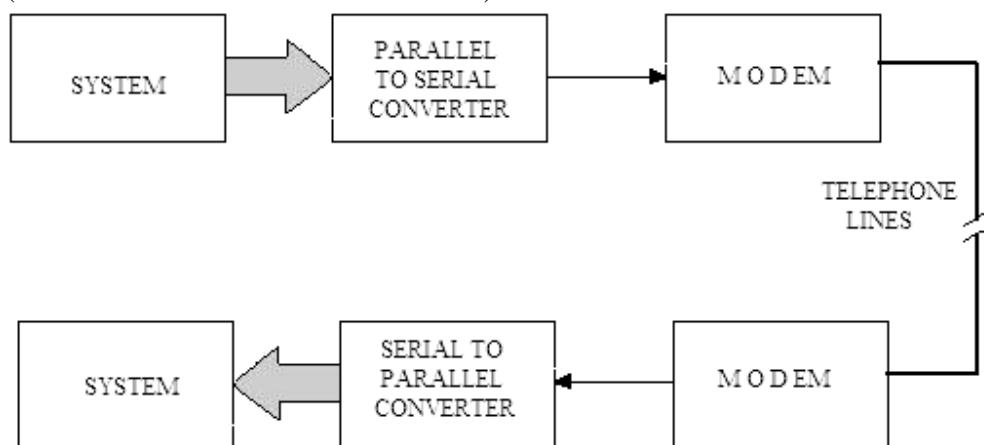 SYSTEM
PARALLEL
TO SERIAL
CONVERTER
M O D E M
TELEPHONE
LINES
SYSTEM
SERIAL TO
PARALLEL
CONVERTER
M O D E M